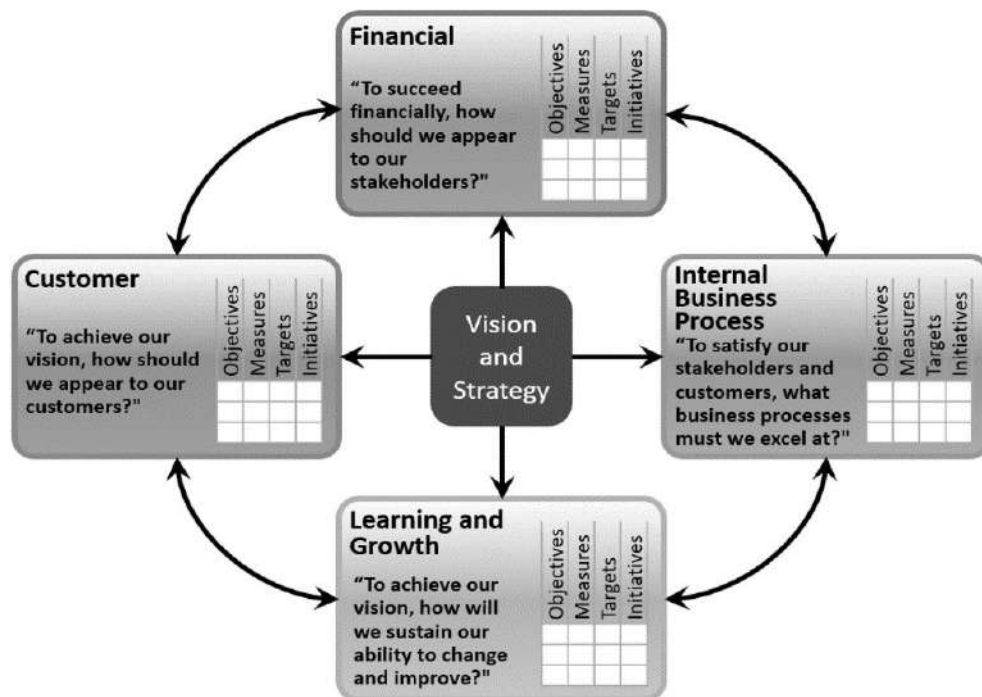 Financial
“To succeed
financially, how
should we appear
to our
stakeholders?"
Objectives
Measures
Targets
Initiatives
Customer
“To achieve our
vision, how should
we appear to our
customers?"
Objectives
Measures
Targets
Initiatives
Vision
and
Strategy
Internal
Business
Process
“To satisfy our
stakeholders and
customers, what
business processes
must we excel at?"
Objectives
Measures
Targets
Initiatives
Learning and
Growth
“To achieve our
vision, how will
we sustain our
ability to change
and improve?"
Objectives
Measures
Targets
Initiatives